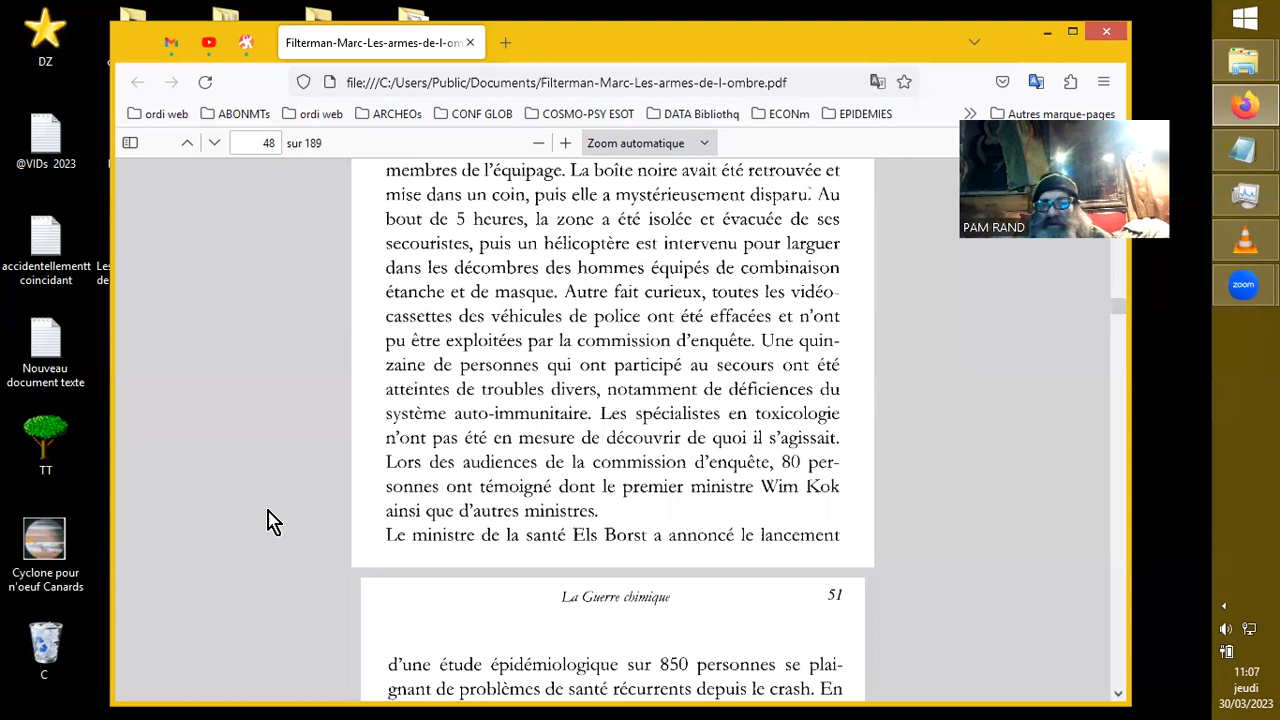 DZ
@VIDs 2023
accidentellementt
coincidant
Nouveau
document texte
TT
Cyclone pour
n'oeuf Canards
C
Filterman-Marc-Les-armes-de-l-om
file:///C:/Users/Public/Documents/Filterman-Marc-Les-armes-de-l-ombre.pdf
ordi web
ABONMTs
ordi web
ARCHEOs
CONF GLOB
COSMO-PSY ESOT
DATA Bibliothq
ECONm
EPIDEMIES
Autres marque-pages
48 sur 189
Zoom automatique
membres de l'équipage. La boîte noire avait été retrouvée et
mise dans un coin, puis elle a mystérieusement disparu. Au
bout de 5 heures, la zone a été isolée et évacuée de ses
secouristes, puis un hélicoptère est intervenu pour larguer
dans les décombres des hommes équipés de combinaison
étanche et de masque. Autre fait curieux, toutes les vidéo-
cassettes des véhicules de police ont été effacées et n'ont
pu être exploitées par la commission d'enquête. Une quin-
zaine de personnes qui ont participé au secours ont été
atteintes de troubles divers, notamment de déficiences du
système auto-immunitaire. Les spécialistes en toxicologie
n'ont pas été en mesure de découvrir de quoi il s'agissait.
Lors des audiences de la commission d'enquête, 80 per-
sonnes ont témoigné dont le premier ministre Wim Kok
ainsi que d'autres ministres.
Le ministre de la santé Els Borst a annoncé le lancement
La Guerre chimique 51
d'une étude épidémiologique sur 850 personnes se plai-
gnant de problèmes de santé récurrents depuis le crash. En
PAM RAND
zoom
11:07
jeudi
30/03/2023